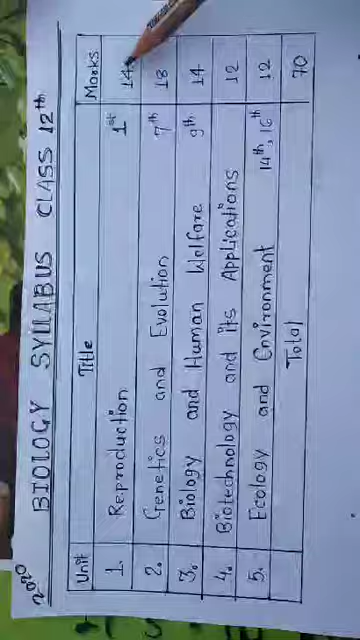 2020
BIOLOGY SYLLABUS CLASS 12th
Unit Title Marks
1. Reproduction 1st 14
2. Genetics and Evolution 7th 18
3. Biology and Human Welfare 9th 14
4. Biotechnology and its Applications 12
5. Ecology and Environment 14th, 16th 12
Total 70